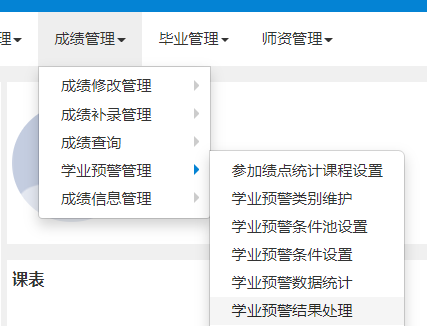 理 成绩管理 毕业管理 师资管理
成绩修改管理
成绩补录管理
成绩查询
学业预警管理
成绩信息管理
参加绩点统计课程设置
学业预警类别维护
学业预警条件池设置
学业预警条件设置
学业预警数据统计
学业预警结果处理
课表